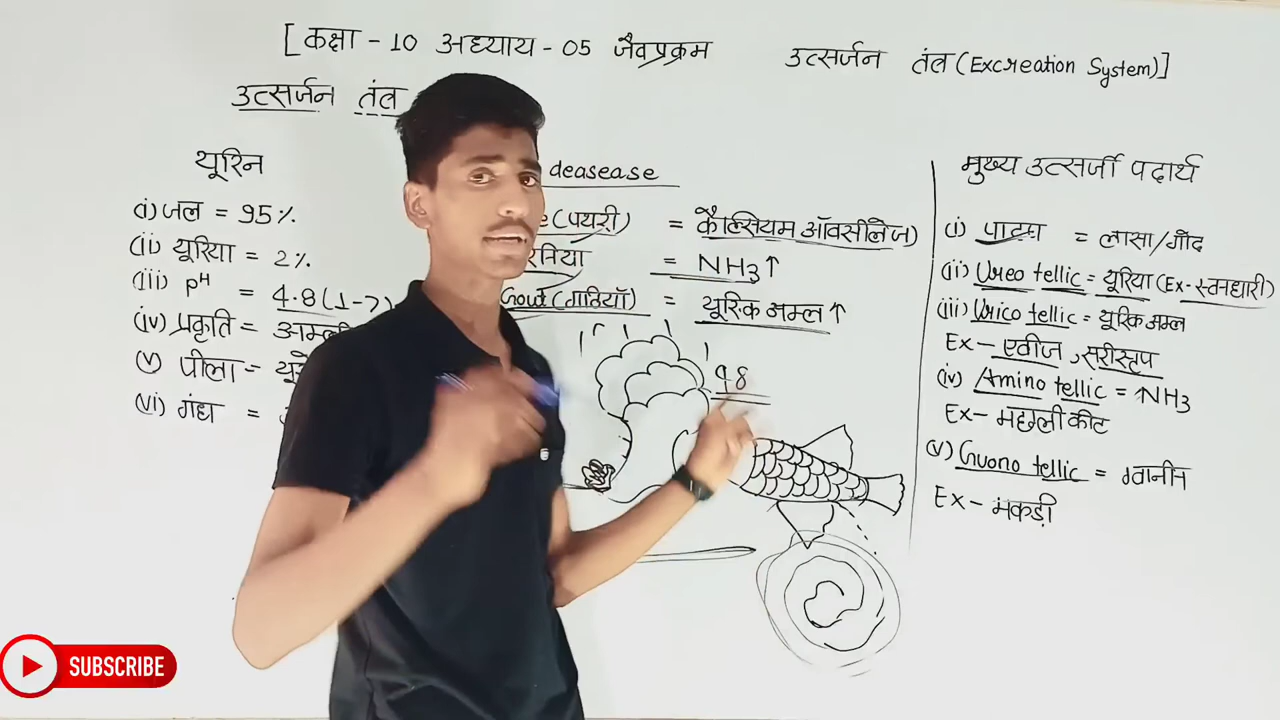 [ कक्षा - 10 अध्याय - 05 जैवप्रक्रम उत्सर्जन तंत्र (Excreation System) ]
उत्सर्जन तंत्र
यूरिन
(i) जल = 95%
(ii) यूरिया = 2%
(iii) pH = 4.8 (1-7)
(iv) प्रकृति =
(v) पीला =
(vi) गंध =
deasease
(पथरी) = कैल्सियम ऑक्सीलेज)
= NH3↑
Gout (गठियाँ) = यूरिक अम्ल ↑
98
मुख्य उत्सर्जी पदार्थ
(i) पादप = लासा/गोंद
(ii) Ureo tellic = यूरिया (Ex - स्तनधारी)
(iii) Urico tellic = यूरिक अम्ल
Ex - एवीज, सरीसृप
(iv) Amino tellic = ↑NH3
Ex - मछली कीट
(v) Guono tellic = ग्वानीन
Ex - मकड़ी
SUBSCRIBE